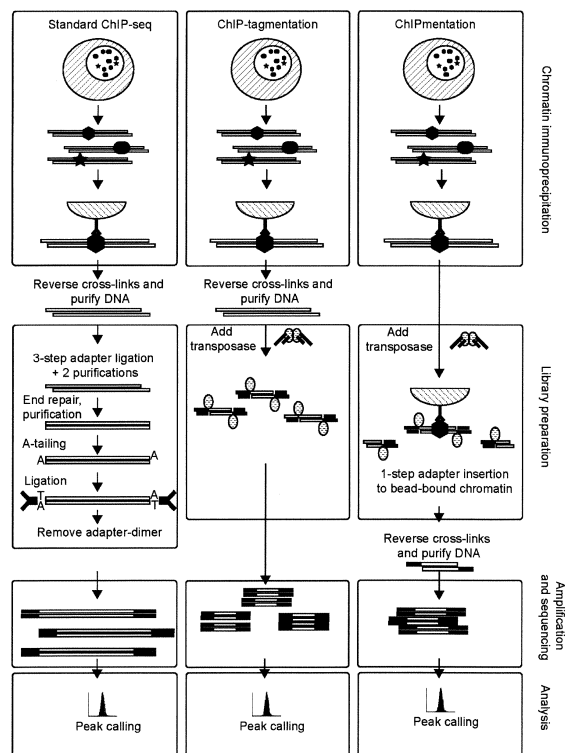 Standard ChIP-seq
ChIP-tagmentation
ChIPmentation
Chromatin immunoprecipitation
Reverse cross-links and
purify DNA
Reverse cross-links and
purify DNA
3-step adapter ligation
+ 2 purifications
End repair,
purification
A-tailing
A
A
Ligation
T
A
A
T
Remove adapter-dimer
Add
transposase
Add
transposase
1-step adapter insertion
to bead-bound chromatin
Library preparation
Reverse cross-links
and purify DNA
Amplification
and sequencing
Peak calling
Peak calling
Peak calling
Analysis